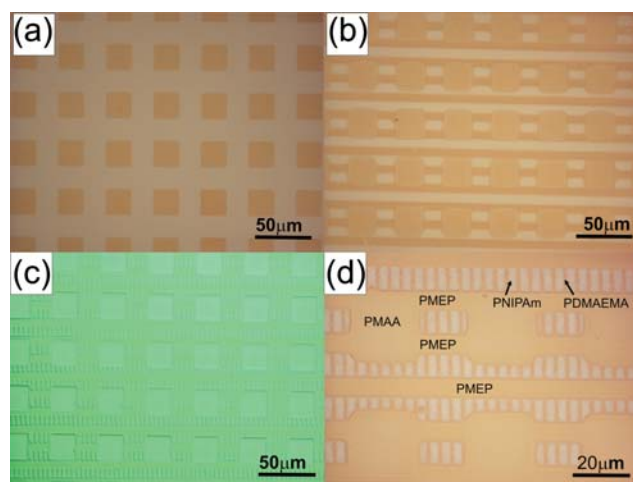 (a)
(b)
50μm
50μm
(c)
(d)
PNIPAm
PDMAEMA
PMEP
PMAA
PMEP
PMEP
50μm
20μm